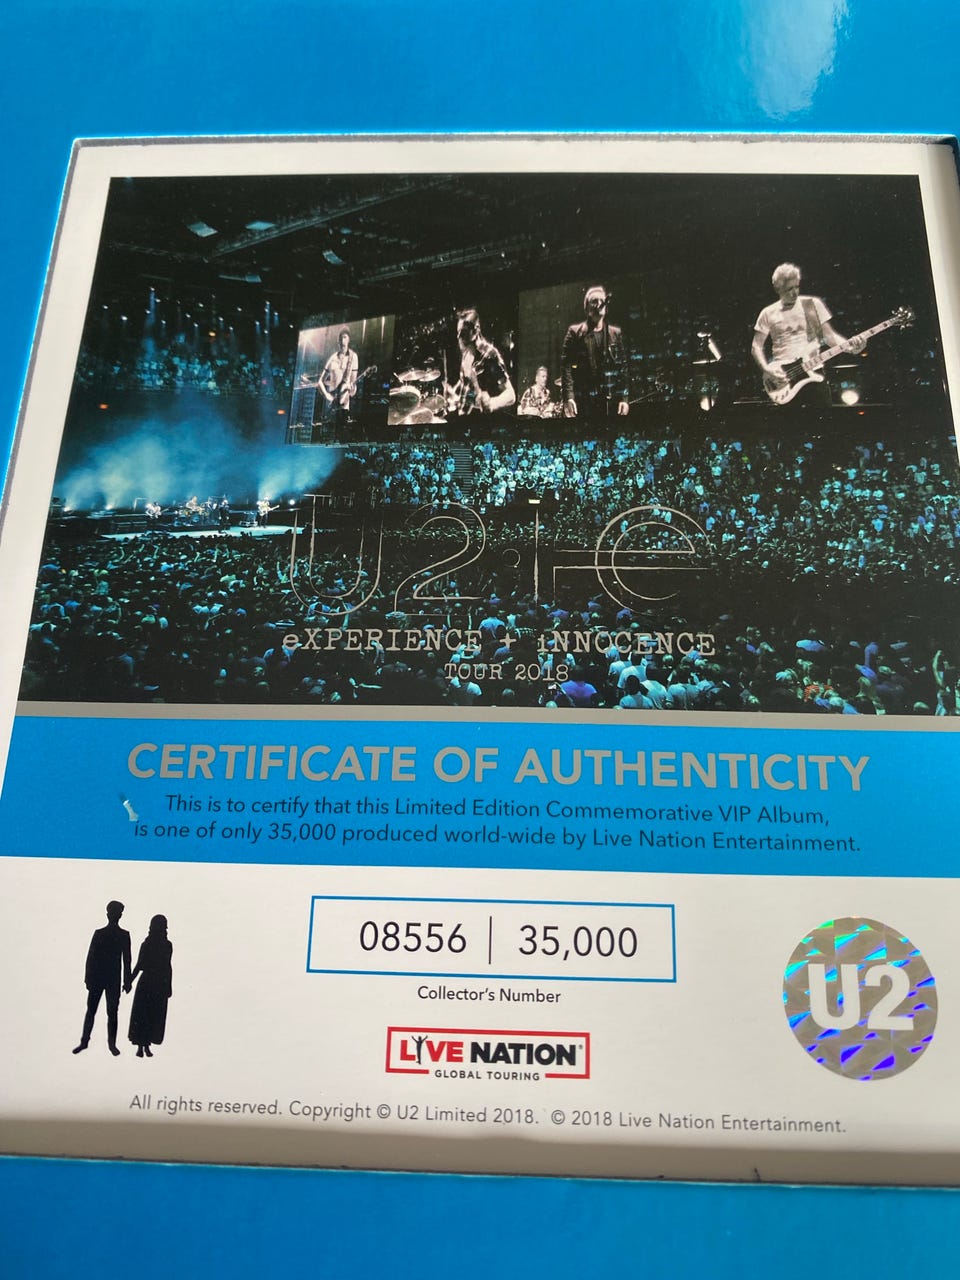 U2:i+e
eXPERIENCE + iNNOCENCE
TOUR 2018
CERTIFICATE OF AUTHENTICITY
This is to certify that this Limited Edition Commemorative VIP Album,
is one of only 35,000 produced world-wide by Live Nation Entertainment.
08556 | 35,000
Collector's Number
U2
LIVE NATION®
GLOBAL TOURING
All rights reserved. Copyright © U2 Limited 2018. © 2018 Live Nation Entertainment.